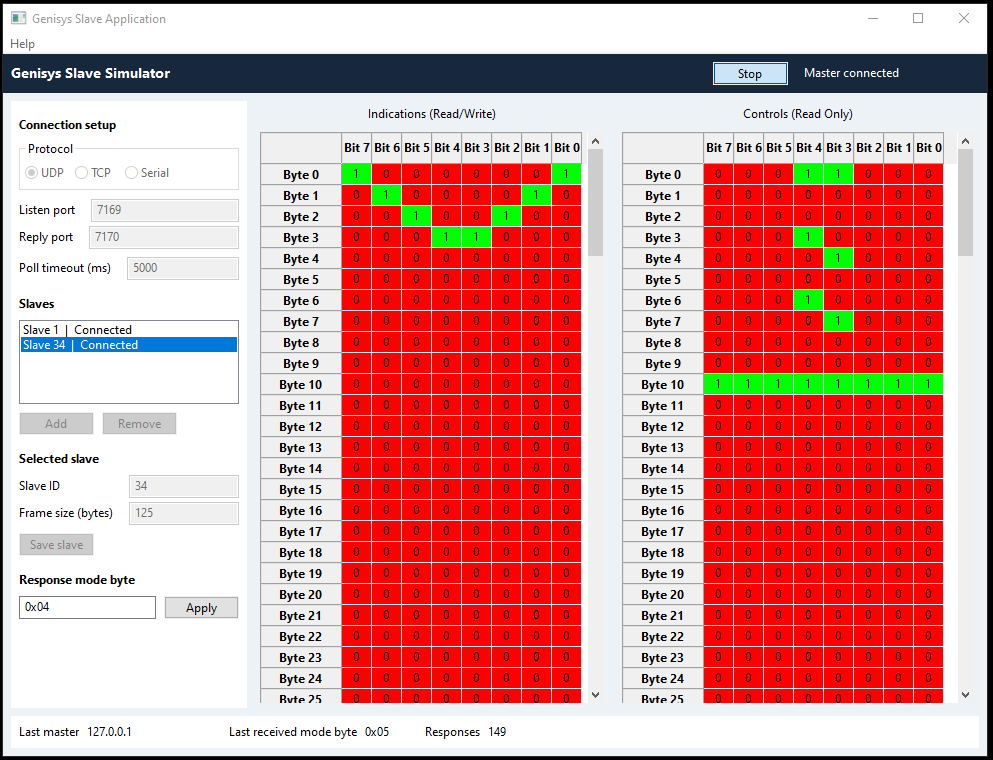 Genisys Slave Application
Help
Genisys Slave Simulator
Stop
Master connected
Connection setup
Protocol
UDP TCP Serial
Listen port 7169
Reply port 7170
Poll timeout (ms) 5000
Slaves
Slave 1 | Connected
Slave 34 | Connected
Add Remove
Selected slave
Slave ID 34
Frame size (bytes) 125
Save slave
Response mode byte
0x04 Apply
Indications (Read/Write)
Bit 7 Bit 6 Bit 5 Bit 4 Bit 3 Bit 2 Bit 1 Bit 0
Byte 0 1 0 0 0 0 0 0 1
Byte 1 0 1 0 0 0 0 1 0
Byte 2 0 0 1 0 0 1 0 0
Byte 3 0 0 0 1 1 0 0 0
Byte 4 0 0 0 0 0 0 0 0
Byte 5 0 0 0 0 0 0 0 0
Byte 6 0 0 0 0 0 0 0 0
Byte 7 0 0 0 0 0 0 0 0
Byte 8 0 0 0 0 0 0 0 0
Byte 9 0 0 0 0 0 0 0 0
Byte 10 0 0 0 0 0 0 0 0
Byte 11 0 0 0 0 0 0 0 0
Byte 12 0 0 0 0 0 0 0 0
Byte 13 0 0 0 0 0 0 0 0
Byte 14 0 0 0 0 0 0 0 0
Byte 15 0 0 0 0 0 0 0 0
Byte 16 0 0 0 0 0 0 0 0
Byte 17 0 0 0 0 0 0 0 0
Byte 18 0 0 0 0 0 0 0 0
Byte 19 0 0 0 0 0 0 0 0
Byte 20 0 0 0 0 0 0 0 0
Byte 21 0 0 0 0 0 0 0 0
Byte 22 0 0 0 0 0 0 0 0
Byte 23 0 0 0 0 0 0 0 0
Byte 24 0 0 0 0 0 0 0 0
Byte 25 0 0 0 0 0 0 0 0
Controls (Read Only)
Bit 7 Bit 6 Bit 5 Bit 4 Bit 3 Bit 2 Bit 1 Bit 0
Byte 0 0 0 0 1 1 0 0 0
Byte 1 0 0 0 0 0 0 0 0
Byte 2 0 0 0 0 0 0 0 0
Byte 3 0 0 0 1 0 0 0 0
Byte 4 0 0 0 0 1 0 0 0
Byte 5 0 0 0 0 0 0 0 0
Byte 6 0 0 0 1 0 0 0 0
Byte 7 0 0 0 0 1 0 0 0
Byte 8 0 0 0 0 0 0 0 0
Byte 9 0 0 0 0 0 0 0 0
Byte 10 1 1 1 1 1 1 1 1
Byte 11 0 0 0 0 0 0 0 0
Byte 12 0 0 0 0 0 0 0 0
Byte 13 0 0 0 0 0 0 0 0
Byte 14 0 0 0 0 0 0 0 0
Byte 15 0 0 0 0 0 0 0 0
Byte 16 0 0 0 0 0 0 0 0
Byte 17 0 0 0 0 0 0 0 0
Byte 18 0 0 0 0 0 0 0 0
Byte 19 0 0 0 0 0 0 0 0
Byte 20 0 0 0 0 0 0 0 0
Byte 21 0 0 0 0 0 0 0 0
Byte 22 0 0 0 0 0 0 0 0
Byte 23 0 0 0 0 0 0 0 0
Byte 24 0 0 0 0 0 0 0 0
Byte 25 0 0 0 0 0 0 0 0
Last master 127.0.0.1 Last received mode byte 0x05 Responses 149